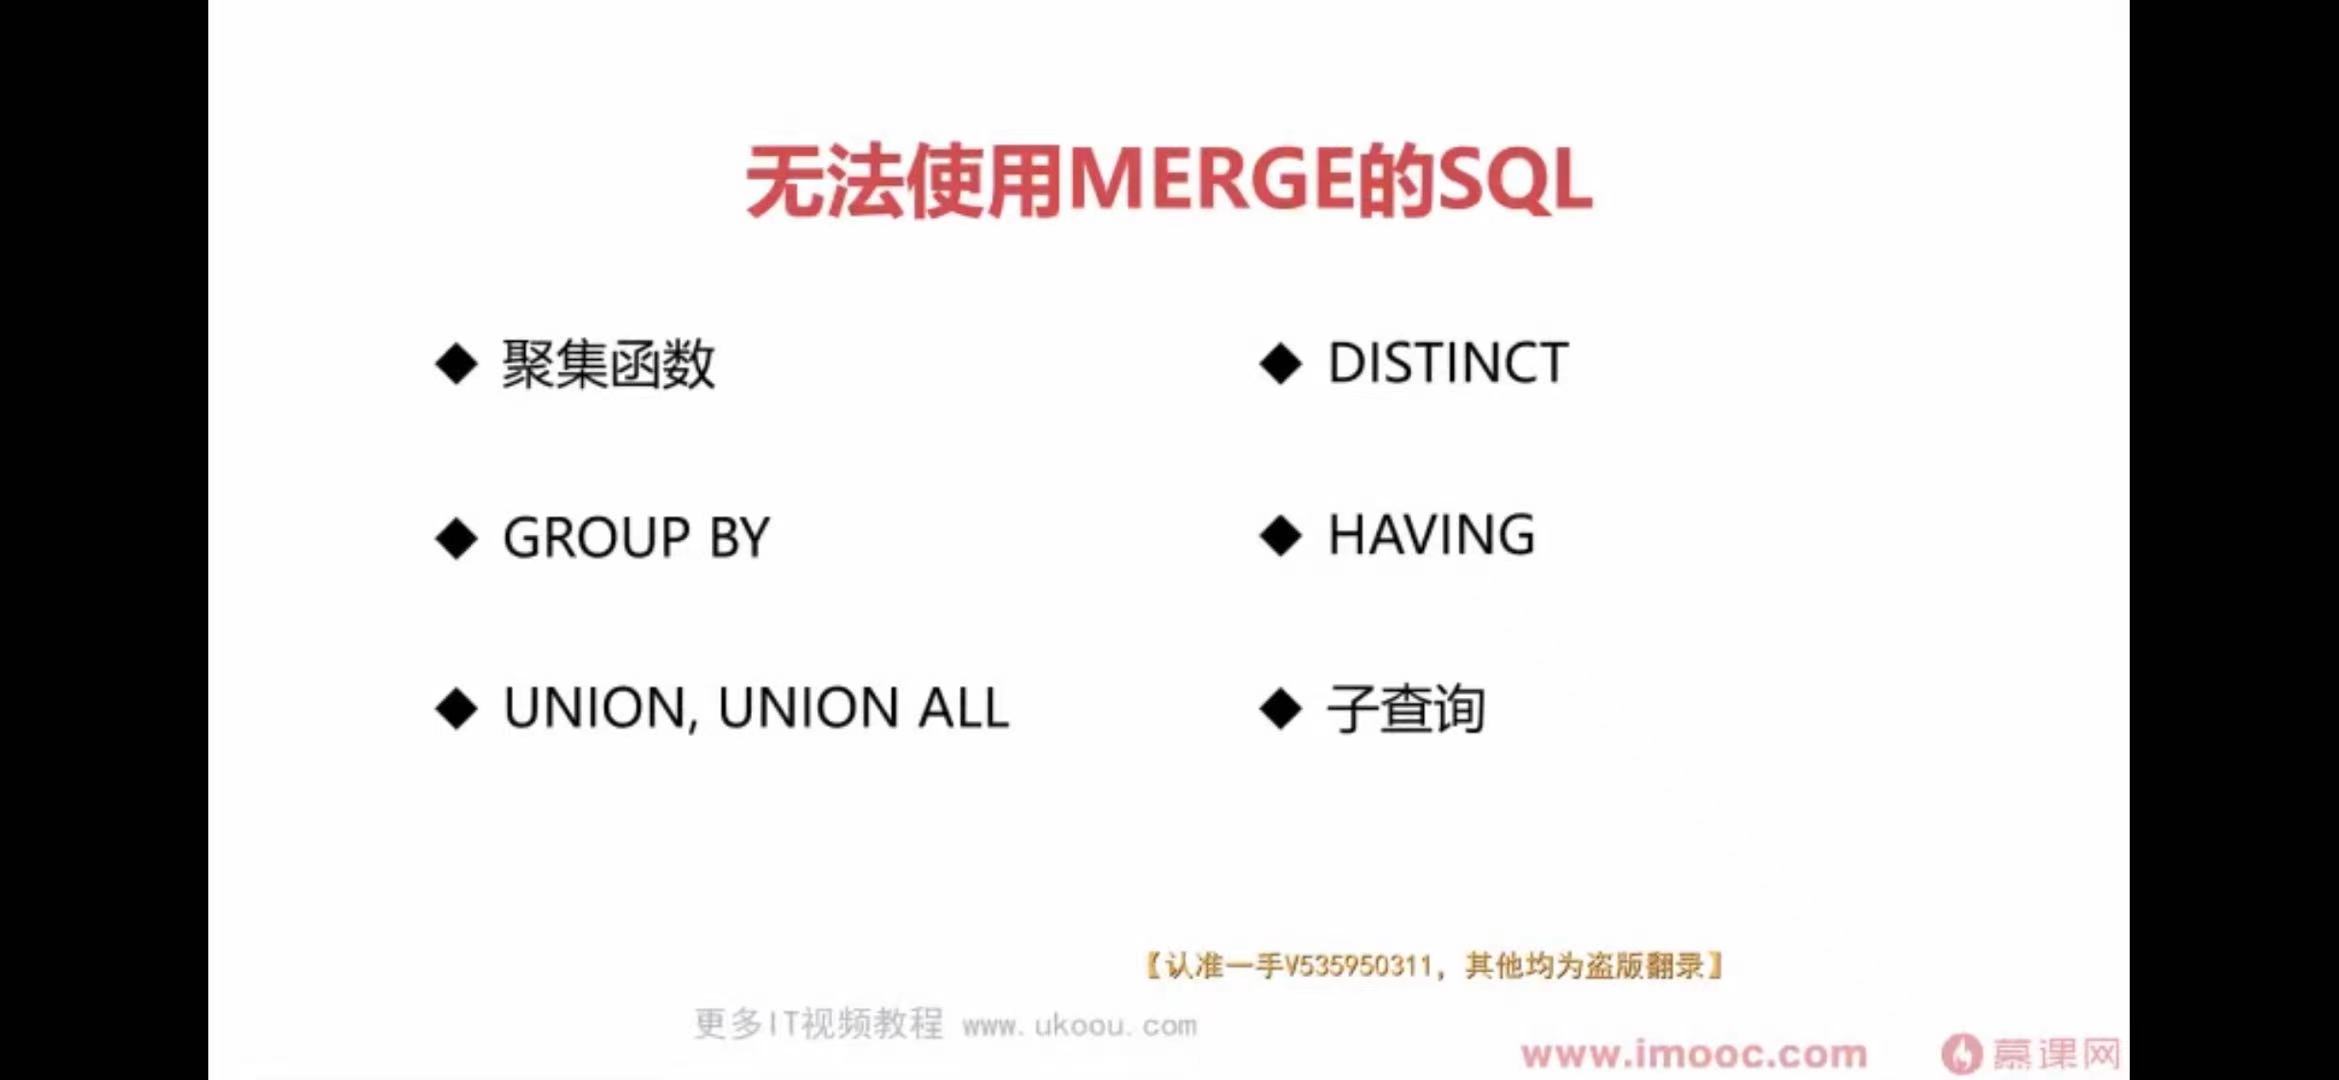 无法使用MERGE的SQL
聚集函数
DISTINCT
GROUP BY
HAVING
UNION, UNION ALL
子查询
【认准一手V535950311，其他均为盗版翻录】
更多IT视频教程 www.ukoou.com
www.imooc.com 慕课网